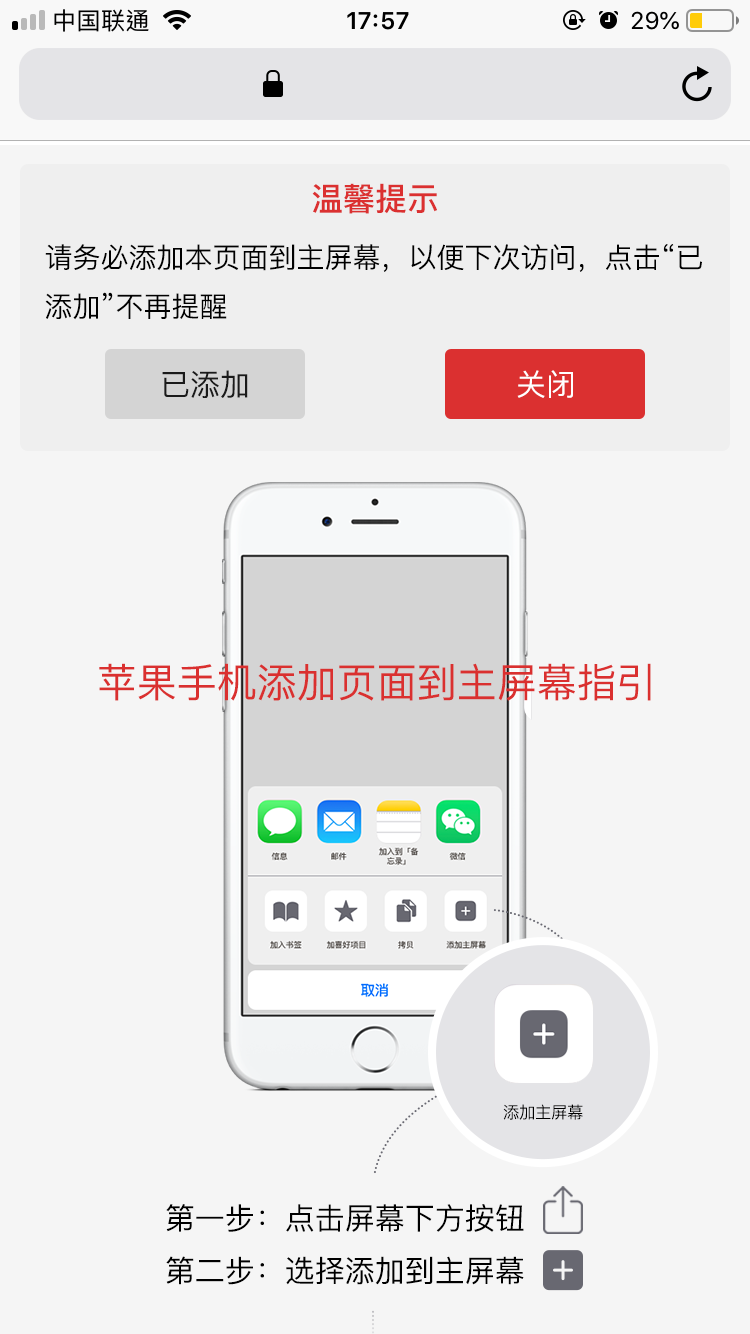 中国联通
17:57
29%
温馨提示
请务必添加本页面到主屏幕，以便下次访问，点击“已
添加”不再提醒
已添加
关闭
苹果手机添加页面到主屏幕指引
信息
邮件
加入到「备
忘录」
微信
加入书签
加喜好项目
拷贝
添加主屏幕
取消
添加主屏幕
第一步：点击屏幕下方按钮
第二步：选择添加到主屏幕